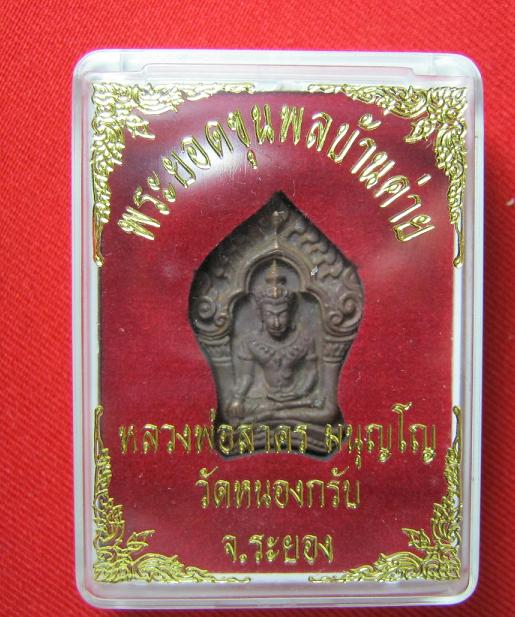 พระยอดขุนพลบ้านค่าย
หลวงพ่อสาคร มนุญโญ
วัดหนองกรับ
จ.ระยอง